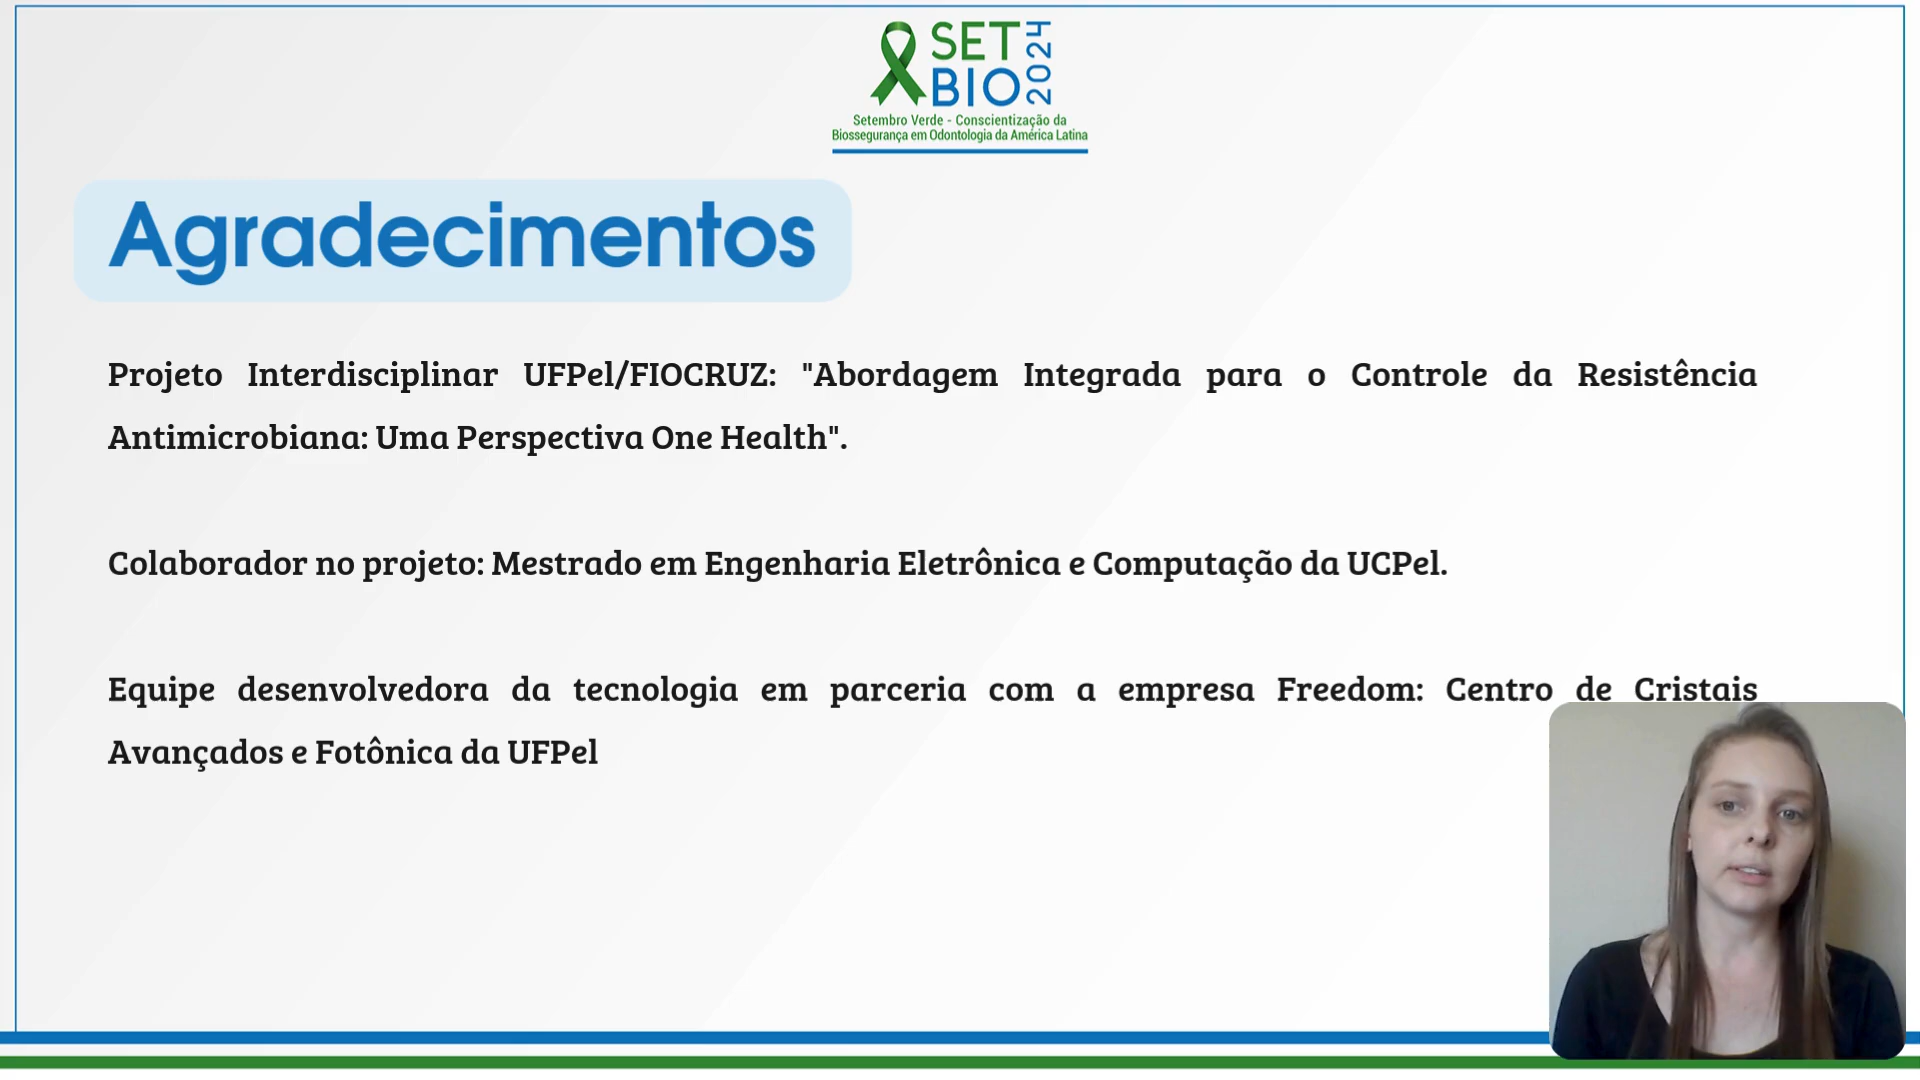 SET
BIO
2024
Setembro Verde - Conscientização da
Biossegurança em Odontologia da América Latina
Agradecimentos
Projeto Interdisciplinar UFPel/FIOCRUZ: "Abordagem Integrada para o Controle da Resistência
Antimicrobiana: Uma Perspectiva One Health".
Colaborador no projeto: Mestrado em Engenharia Eletrônica e Computação da UCPel.
Equipe desenvolvedora da tecnologia em parceria com a empresa Freedom: Centro de Cristais
Avançados e Fotônica da UFPel